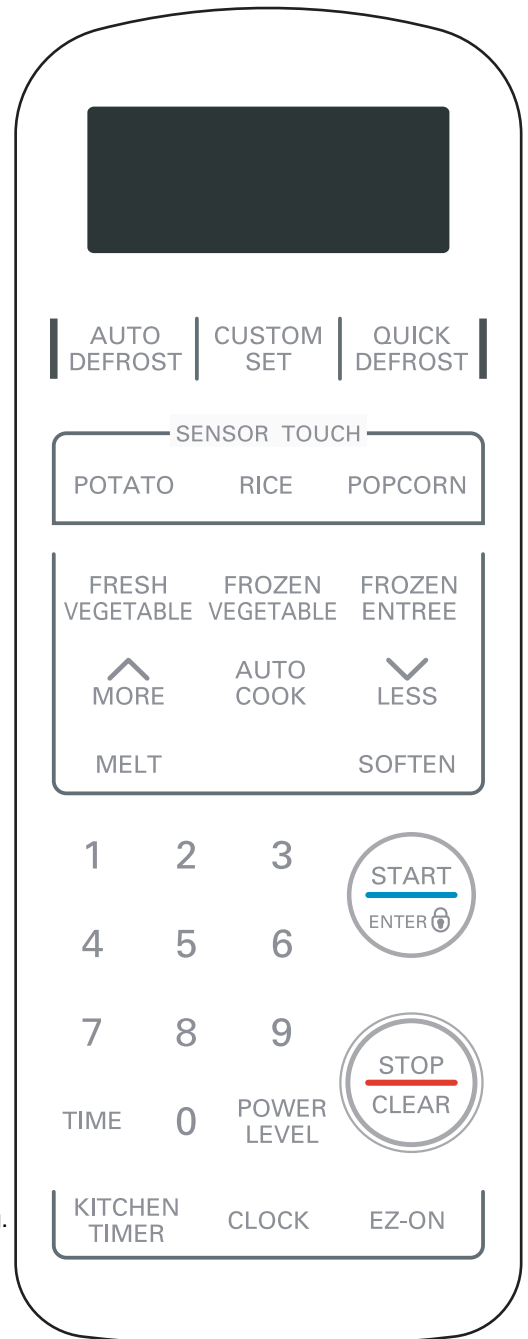 AUTO
DEFROST
CUSTOM
SET
QUICK
DEFROST
SENSOR TOUCH
POTATO
RICE
POPCORN
FRESH
VEGETABLE
FROZEN
VEGETABLE
FROZEN
ENTREE
MORE
AUTO
COOK
LESS
MELT
SOFTEN
1 2 3
START
ENTER
4 5 6
7 8 9
STOP
CLEAR
TIME
0
POWER
LEVEL
KITCHEN
TIMER
CLOCK
EZ-ON